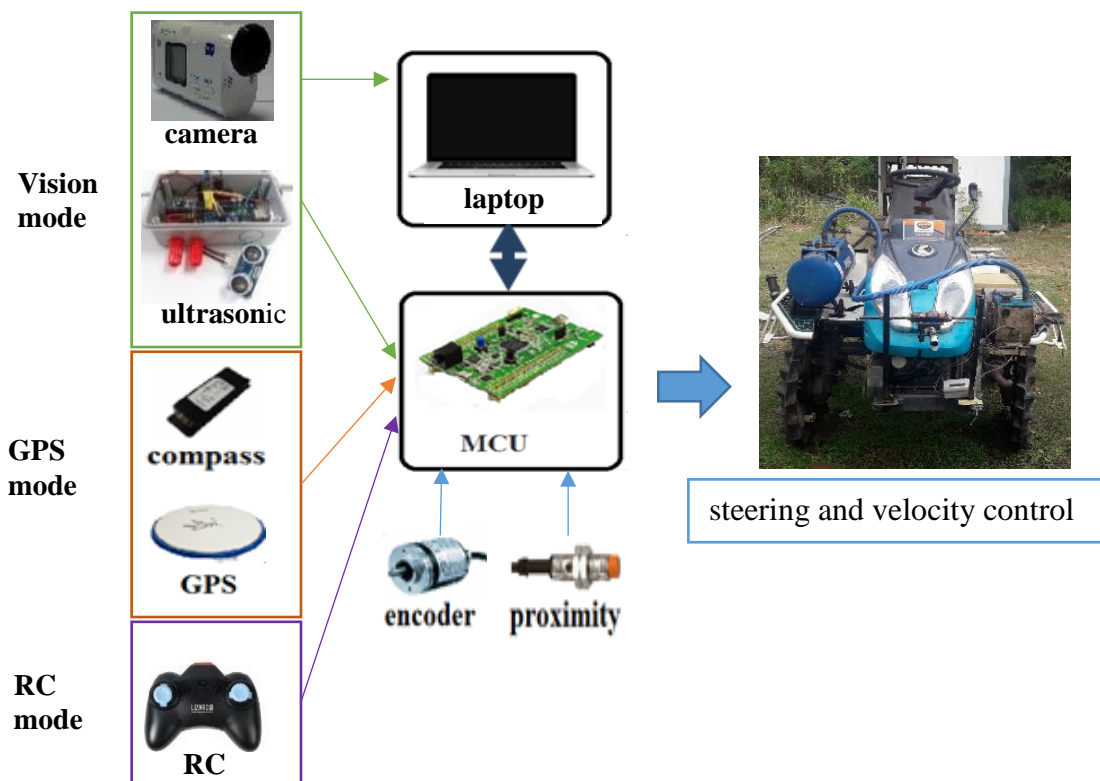 Vision
mode
camera
ultrasonic
GPS
mode
compass
GPS
RC
mode
RC
laptop
MCU
encoder
proximity
steering and velocity control